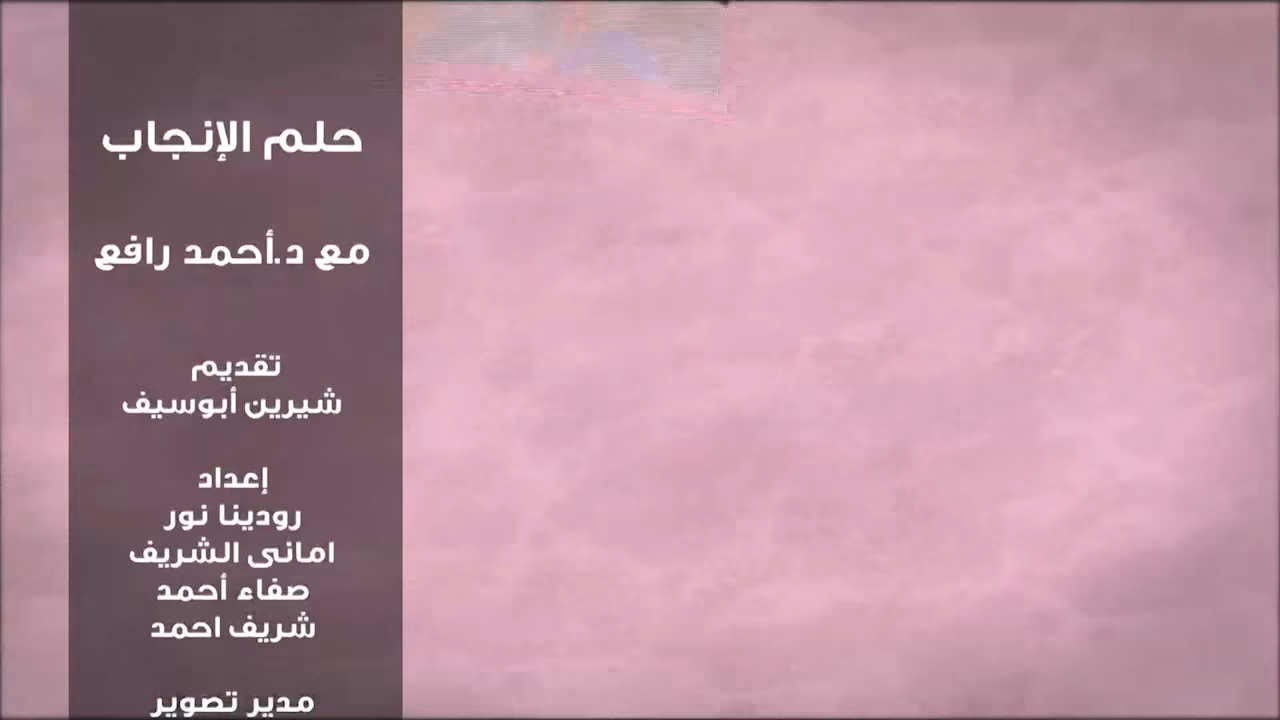 حلم الإنجاب
مع د.أحمد رافع
تقديم
شيرين أبوسيف
إعداد
رودينا نور
امانى الشريف
صفاء أحمد
شريف احمد
مدير تصوير